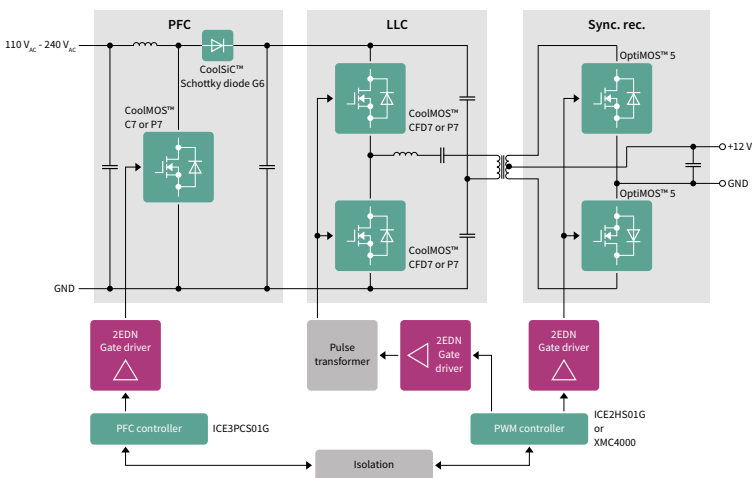 PFC
LLC
Sync. rec.
110 VAC - 240 VAC
CoolSiC™
Schottky diode G6
CoolMOS™
C7 or P7
CoolMOS™
CFD7 or P7
OptiMOS™ 5
+12 V
GND
OptiMOS™ 5
CoolMOS™
CFD7 or P7
GND
2EDN
Gate driver
Pulse
transformer
2EDN
Gate
driver
2EDN
Gate driver
PFC controller
ICE3PCS01G
PWM controller
ICE2HS01G
or
XMC4000
Isolation